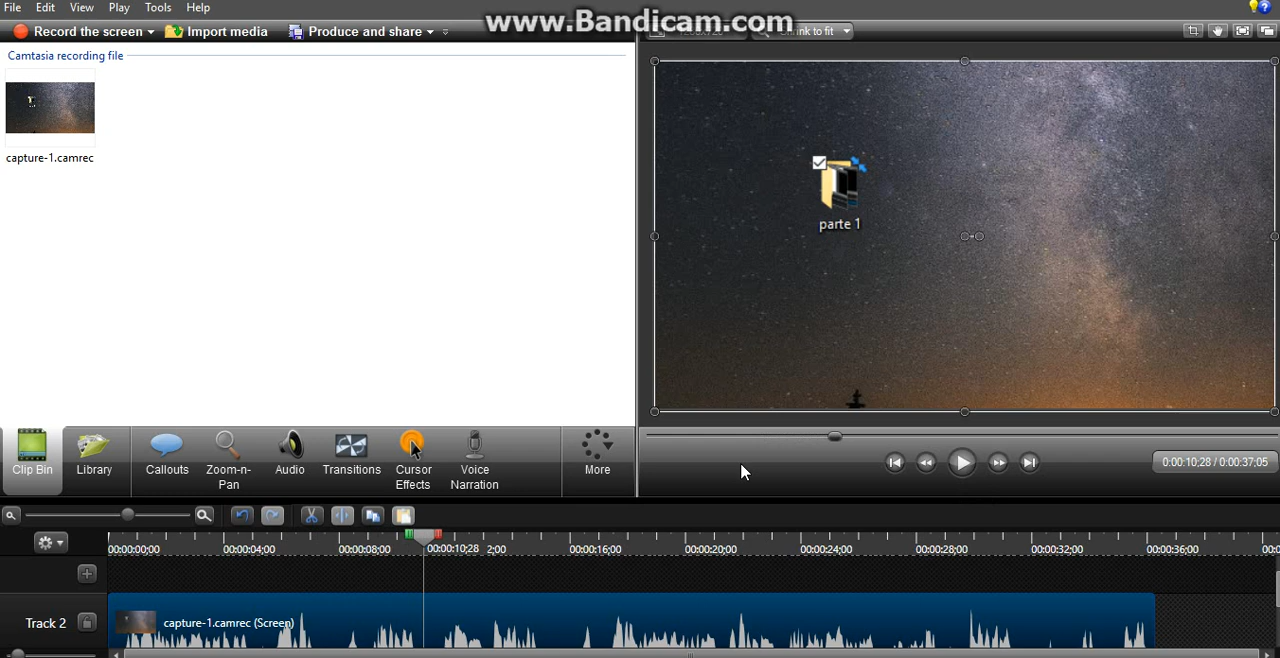 File Edit View Play Tools Help
www.Bandicam.com
Record the screen Import media Produce and share
to fit
Camtasia recording file
capture-1.camrec
parte 1
Clip Bin Library Callouts Zoom-n-Pan Audio Transitions Cursor Effects Voice Narration More
0:00:10;28 / 0:00:37;05
00:00:00;00 00:00:04;00 00:00:08;00 00:00:10;28 2;00 00:00:16;00 00:00:20;00 00:00:24;00 00:00:28;00 00:00:32;00 00:00:36;00
Track 2 capture-1.camrec (Screen)